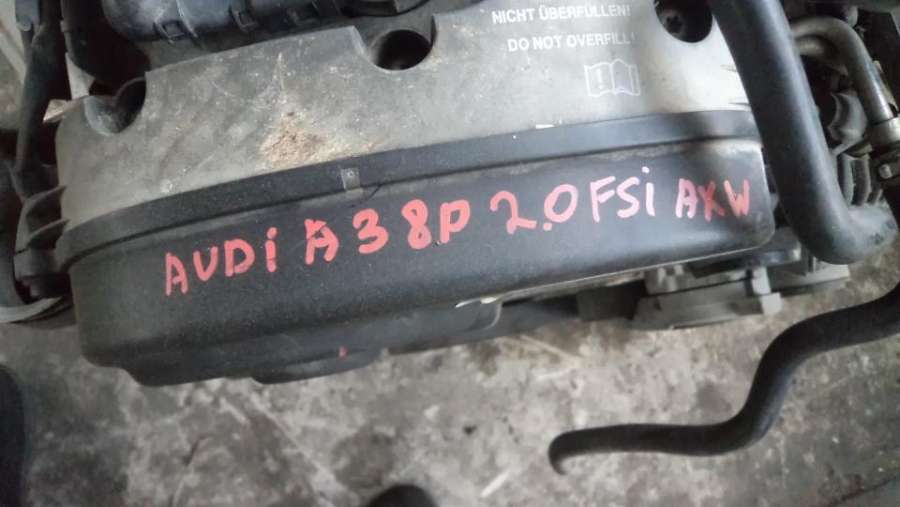 NICHT ÜBERFÜLLEN!
DO NOT OVERFILL!
AUDi A3 8P 2.0FSi AXW